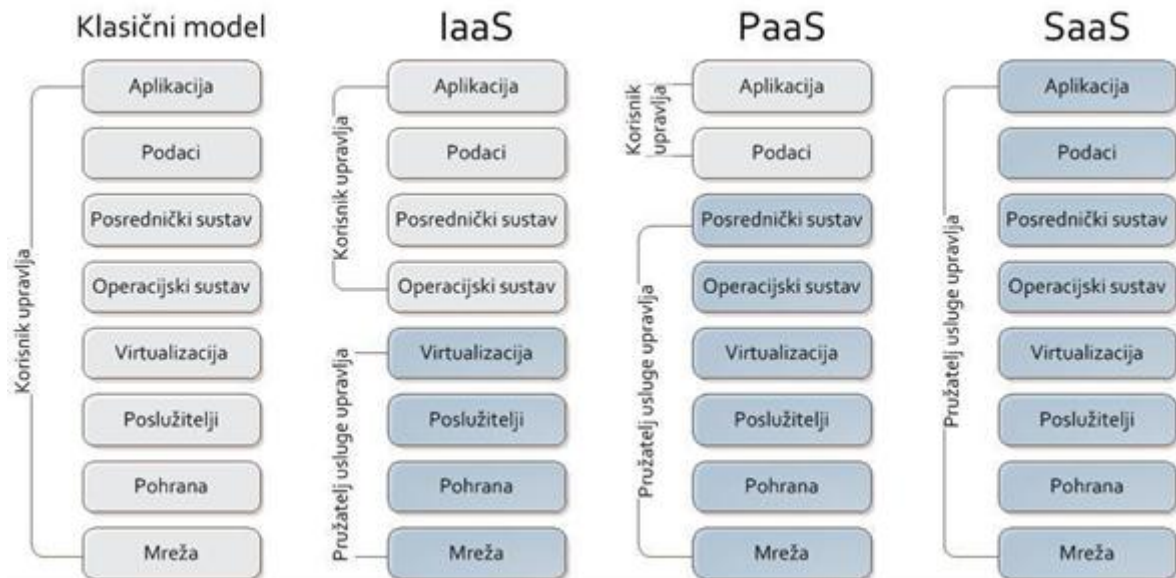 Klasični model
Korisnik upravlja
Aplikacija
Podaci
Posrednički sustav
Operacijski sustav
Virtualizacija
Poslužitelji
Pohrana
Mreža
IaaS
Korisnik upravlja
Pružatelj usluge upravlja
Aplikacija
Podaci
Posrednički sustav
Operacijski sustav
Virtualizacija
Poslužitelji
Pohrana
Mreža
PaaS
Korisnik
upravlja
Pružatelj usluge upravlja
Aplikacija
Podaci
Posrednički sustav
Operacijski sustav
Virtualizacija
Poslužitelji
Pohrana
Mreža
SaaS
Pružatelj usluge upravlja
Aplikacija
Podaci
Posrednički sustav
Operacijski sustav
Virtualizacija
Poslužitelji
Pohrana
Mreža